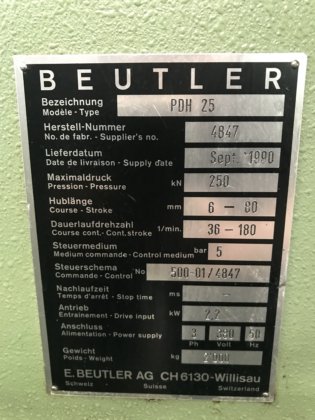 BEUTLER
Bezeichnung
Modèle - Type
PDH 25
Herstell-Nummer
No. de fabr. - Supplier's no.
4847
Lieferdatum
Date de livraison - Supply date
Sept. 1990
Maximaldruck
Pression - Pressure
kN
250
Hublänge
Course - Stroke
mm
6 — 80
Dauerlaufdrehzahl
Course cont. - Cont. stroke
1/min.
36 - 180
Steuermedium
Medium commande - Control medium
bar
5
Steuerschema
Commande - Control
No
500-01/4847
Nachlaufzeit
Temps d'arrêt - Stop time
ms
-
Antrieb
Entrainement - Drive input
kW
2,2
Anschluss
Alimentation - Power supply
3 380 50
Ph Volt Hz
Gewicht
Poids - Weight
kg
E. BEUTLER AG CH 6130-Willisau
Schweiz Suisse Switzerland